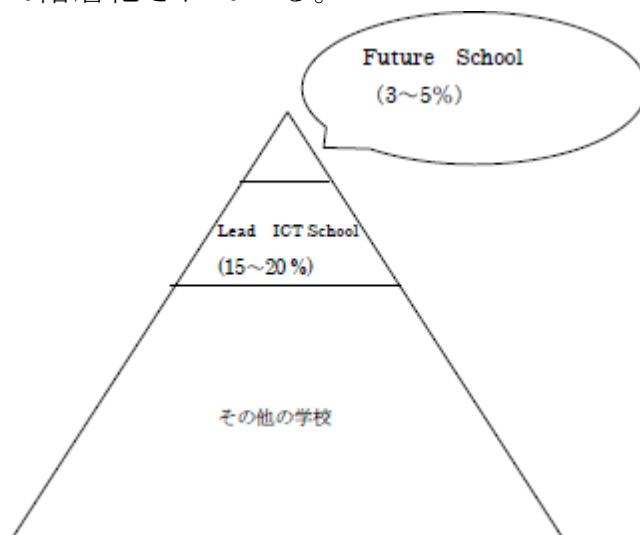 Future School
(3～5%)
Lead ICT School
(15～20%)
その他の学校